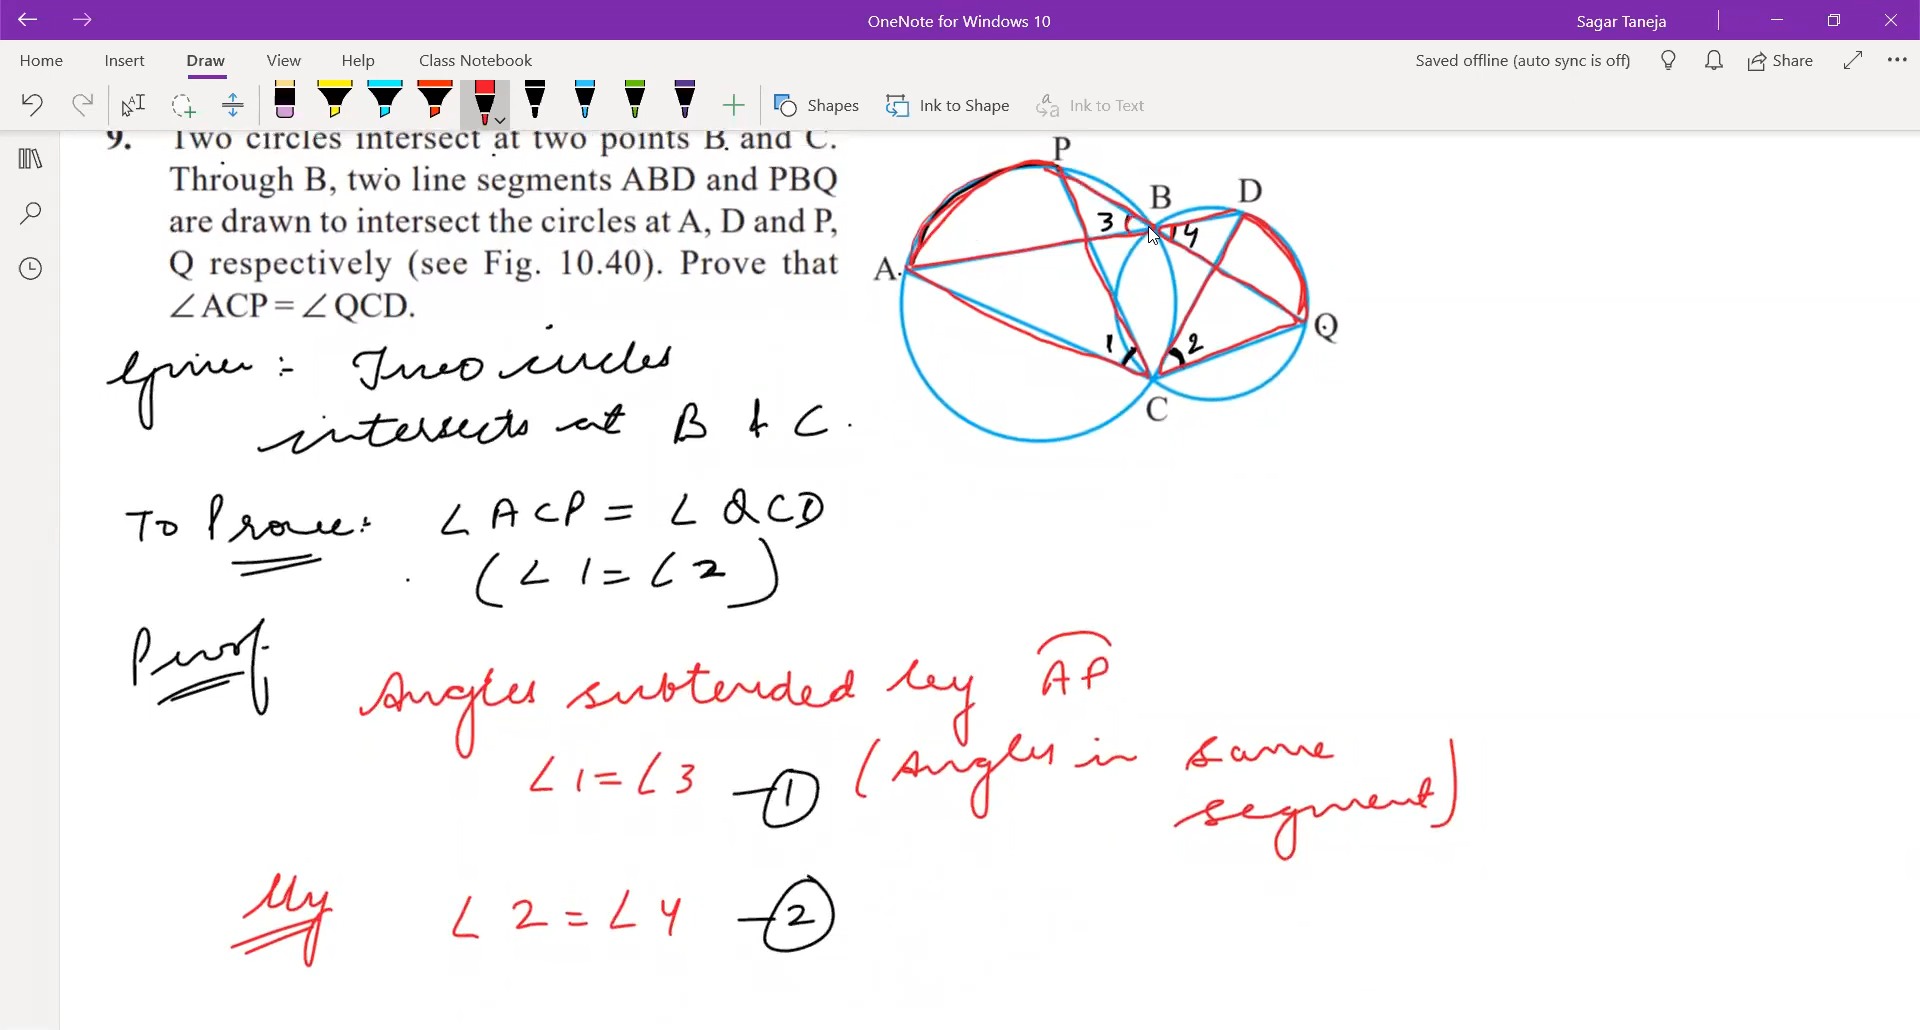 OneNote for Windows 10
Sagar Taneja
Home Insert Draw View Help Class Notebook
Saved offline (auto sync is off) Share
Shapes Ink to Shape Ink to Text
9. Two circles intersect at two points B and C.
Through B, two line segments ABD and PBQ
are drawn to intersect the circles at A, D and P,
Q respectively (see Fig. 10.40). Prove that
∠ACP = ∠QCD.
P
B
D
3
4
A
Q
1
2
C
Given :- Two circles
intersects at B & C.
To Prove: ∠ACP = ∠QCD
(∠1 = ∠2)
Proof
Angles subtended by AP
∠1 = ∠3 —① (Angles in same
segment)
lly ∠2 = ∠4 —②